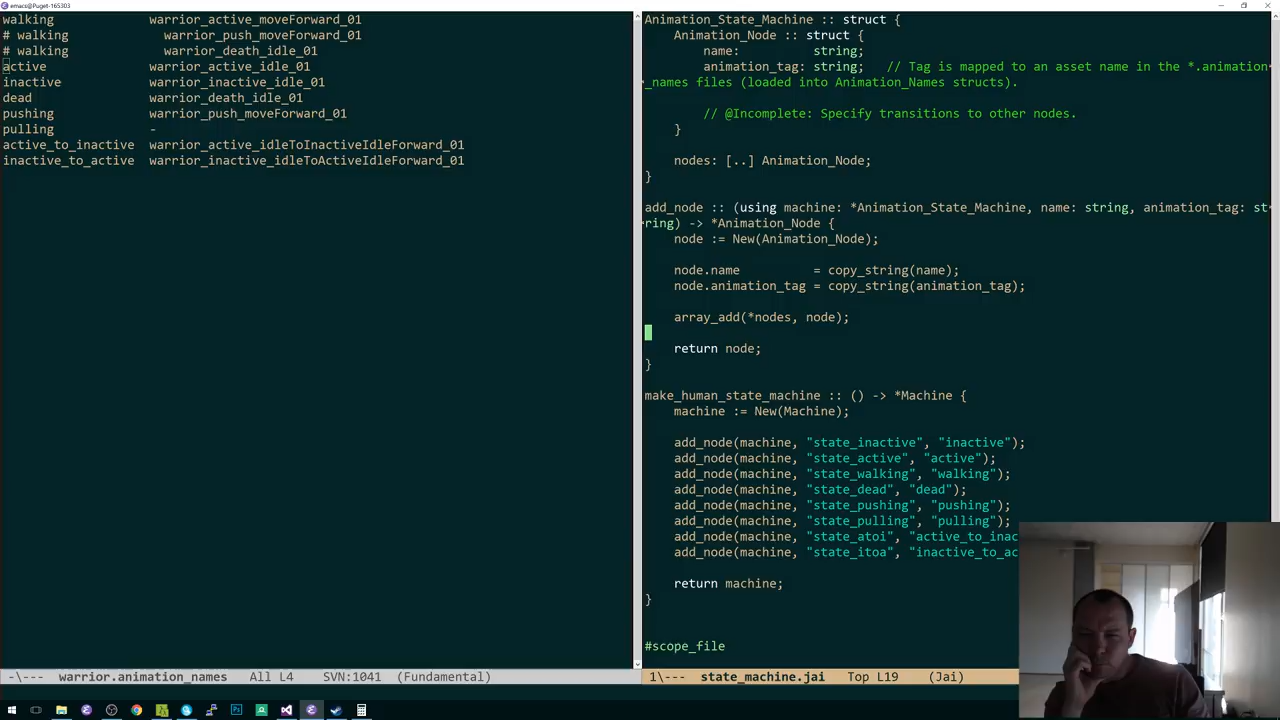 emacs@Puget-165303
walking             warrior_active_moveForward_01
# walking             warrior_push_moveForward_01
# walking             warrior_death_idle_01
active              warrior_active_idle_01
inactive            warrior_inactive_idle_01
dead                warrior_death_idle_01
pushing             warrior_push_moveForward_01
pulling             -
active_to_inactive  warrior_active_idleToInactiveIdleForward_01
inactive_to_active  warrior_inactive_idleToActiveIdleForward_01
-\--- warrior.animation_names All L4 SVN:1041 (Fundamental)
Animation_State_Machine :: struct {
    Animation_Node :: struct {
        name:          string;
        animation_tag: string;   // Tag is mapped to an asset name in the *.animation
_names files (loaded into Animation_Names structs).
        // @Incomplete: Specify transitions to other nodes.
    }
    nodes: [..] Animation_Node;
}
add_node :: (using machine: *Animation_State_Machine, name: string, animation_tag: st
ring) -> *Animation_Node {
    node := New(Animation_Node);
    node.name          = copy_string(name);
    node.animation_tag = copy_string(animation_tag);
    array_add(*nodes, node);
    return node;
}
make_human_state_machine :: () -> *Machine {
    machine := New(Machine);
    add_node(machine, "state_inactive", "inactive");
    add_node(machine, "state_active", "active");
    add_node(machine, "state_walking", "walking");
    add_node(machine, "state_dead", "dead");
    add_node(machine, "state_pushing", "pushing");
    add_node(machine, "state_pulling", "pulling");
    add_node(machine, "state_atoi", "active_to_inac
    add_node(machine, "state_itoa", "inactive_to_ac
    return machine;
}
#scope_file
1\--- state_machine.jai Top L19 (Jai)